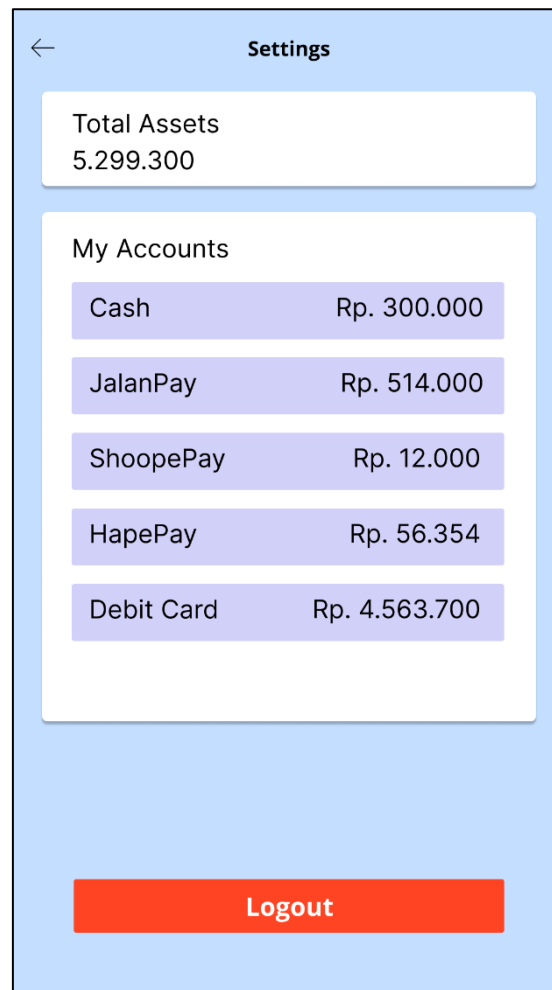 Settings
Total Assets
5.299.300
My Accounts
Cash Rp. 300.000
JalanPay Rp. 514.000
ShoopePay Rp. 12.000
HapePay Rp. 56.354
Debit Card Rp. 4.563.700
Logout